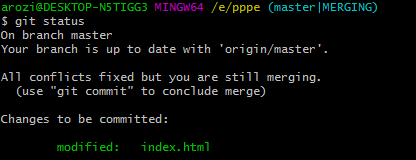 arozi@DESKTOP-N5TIGG3 MINGW64 /e/pppe (master|MERGING)
$ git status
On branch master
Your branch is up to date with 'origin/master'.
All conflicts fixed but you are still merging.
(use "git commit" to conclude merge)
Changes to be committed:
modified: index.html